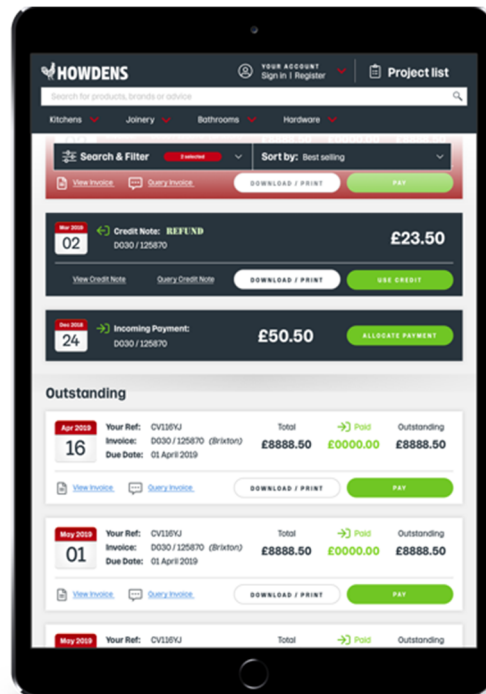 HOWDENS
YOUR ACCOUNT
Sign in | Register
Project list
Search for products, brands or advice
Kitchens
Joinery
Bathrooms
Hardware
Search & Filter
2 selected
Sort by: Best selling
View Invoice
Query Invoice
DOWNLOAD / PRINT
PAY
Mar 2019
02
Credit Note: REFUND
D030 / 125870
£23.50
View Credit Note
Query Credit Note
DOWNLOAD / PRINT
USE CREDIT
Dec 2018
24
Incoming Payment:
D030 / 125870
£50.50
ALLOCATE PAYMENT
Outstanding
Apr 2019
16
Your Ref: CV116YJ
Invoice: D030 / 125870 (Brixton)
Due Date: 01 April 2019
Total
£8888.50
Paid
£0000.00
Outstanding
£8888.50
View Invoice
Query Invoice
DOWNLOAD / PRINT
PAY
May 2019
01
Your Ref: CV116YJ
Invoice: D030 / 125870 (Brixton)
Due Date: 01 April 2019
Total
£8888.50
Paid
£0000.00
Outstanding
£8888.50
View Invoice
Query Invoice
DOWNLOAD / PRINT
PAY
May 2019
Your Ref: CV116YJ
Total
Paid
Outstanding